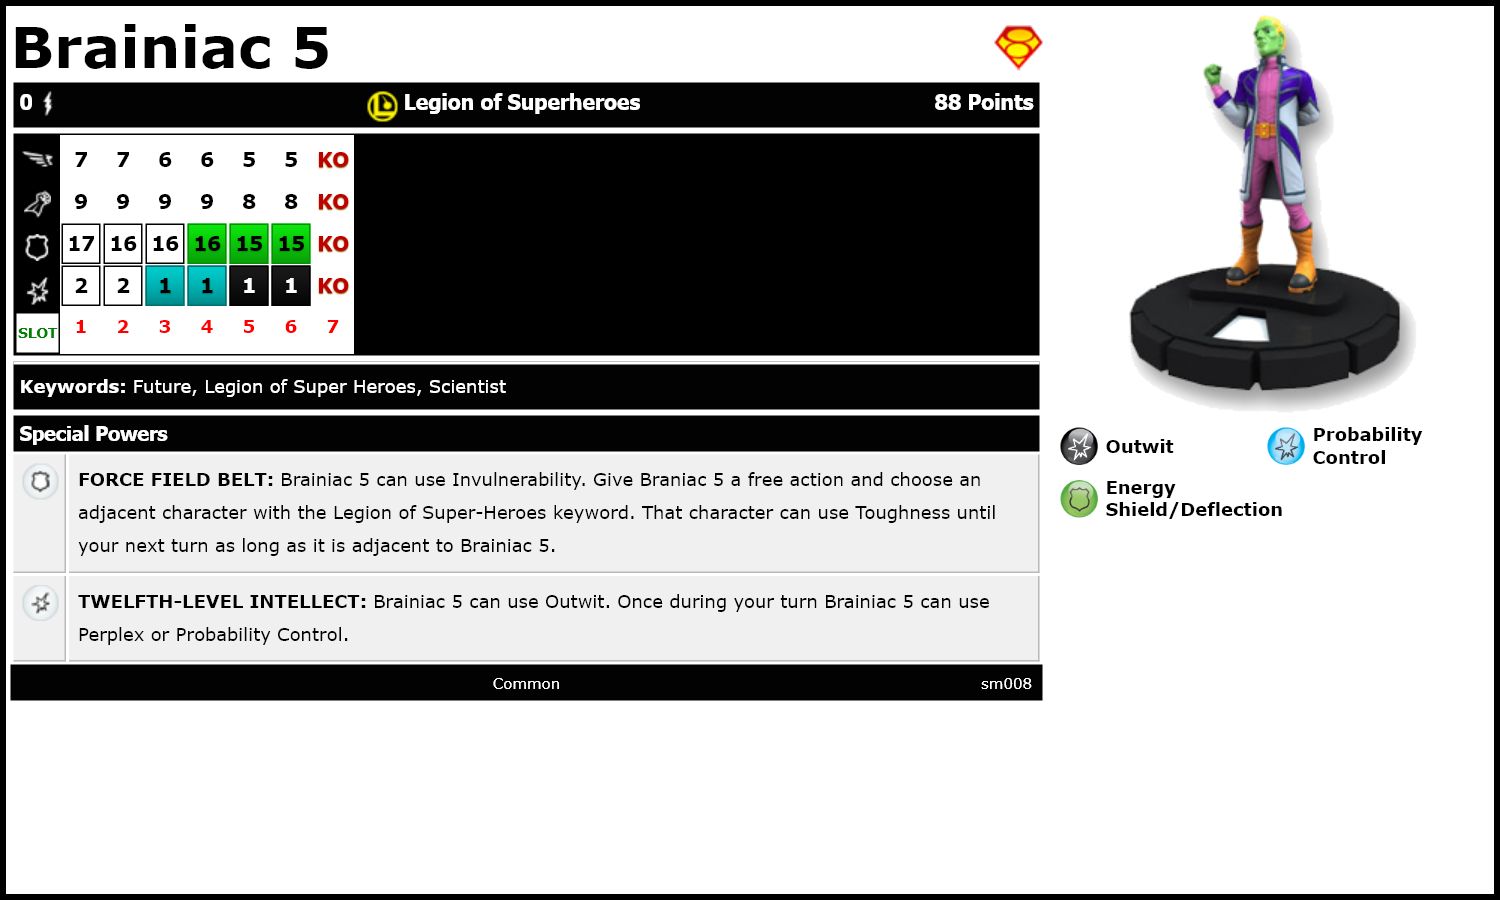 Brainiac 5
0 Legion of Superheroes 88 Points
7 7 6 6 5 5 KO
9 9 9 9 8 8 KO
17 16 16 16 15 15 KO
2 2 1 1 1 1 KO
SLOT 1 2 3 4 5 6 7
Keywords: Future, Legion of Super Heroes, Scientist
Special Powers
FORCE FIELD BELT: Brainiac 5 can use Invulnerability. Give Braniac 5 a free action and choose an
adjacent character with the Legion of Super-Heroes keyword. That character can use Toughness until
your next turn as long as it is adjacent to Brainiac 5.
TWELFTH-LEVEL INTELLECT: Brainiac 5 can use Outwit. Once during your turn Brainiac 5 can use
Perplex or Probability Control.
Common sm008
Outwit
Probability
Control
Energy
Shield/Deflection